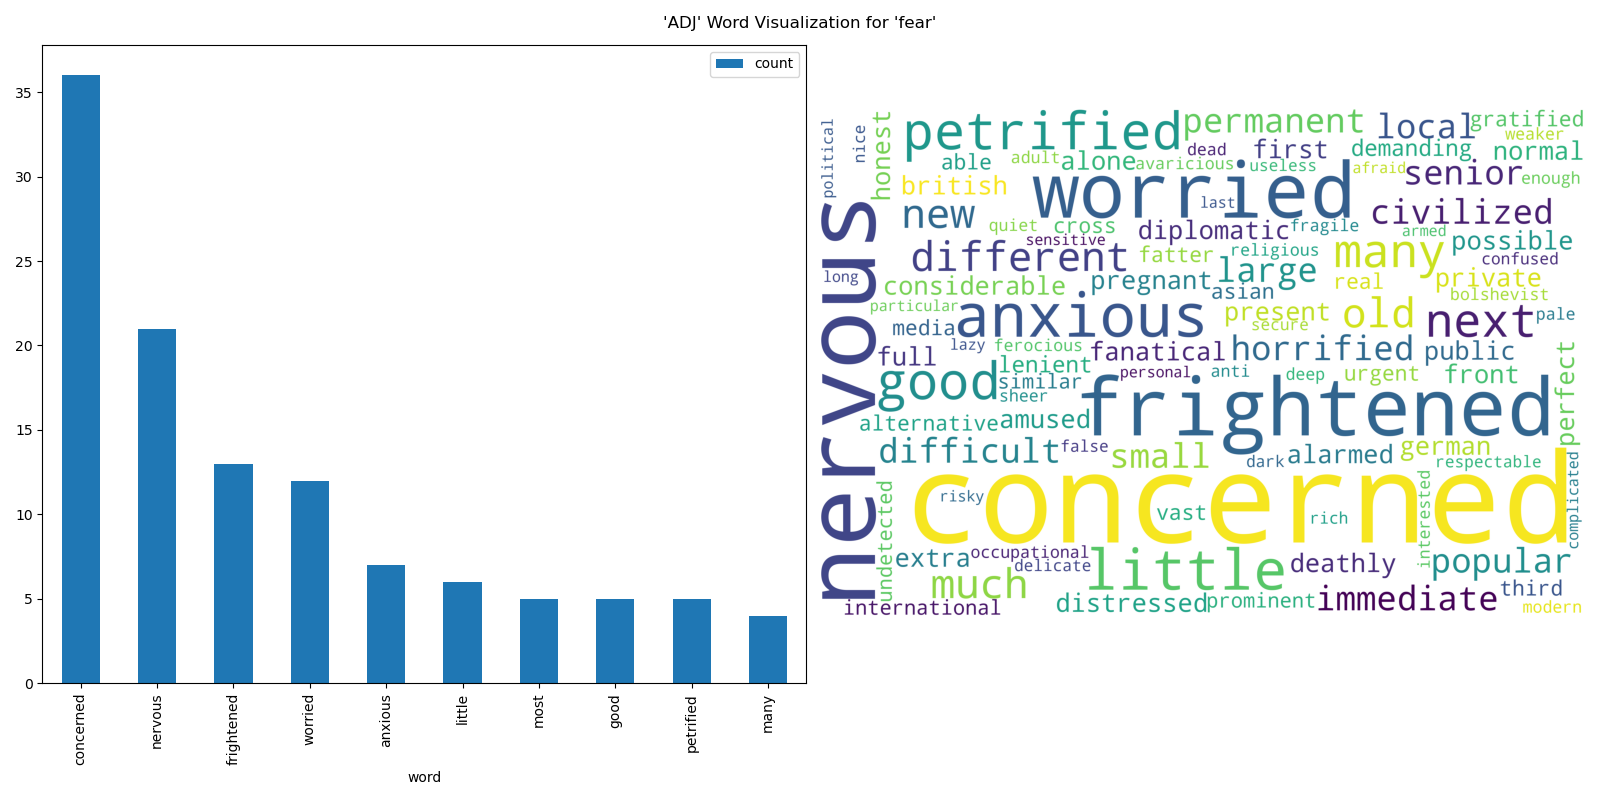 'ADJ' Word Visualization for 'fear'
count
35
30
25
20
15
10
5
0
concerned
nervous
frightened
worried
anxious
little
most
good
petrified
many
word
political
nice
honest
petrified
permanent
local
gratified
weaker
able
adult
alone
avaricious
dead
first
useless
demanding
normal
british
worried
afraid
senior
enough
new
last
civilized
quiet
cross
diplomatic
fragile
armed
sensitive
different
fatter
religious
many
possible
confused
long
considerable
pregnant
large
asian
real
private
bolshevist
particular
media
anxious
present
secure
old
next
pale
full
lazy
ferocious
fanatical
horrified
public
nervous
good
lenient
similar
sheer
personal
anti
deep
urgent
front
perfect
alternative
amused
frightened
difficult
false
small
dark
alarmed
german
respectable
complicated
undetected
risky
concerned
vast
rich
interested
extra
occupational
delicate
little
deathly
popular
much
international
distressed
prominent
immediate
third
modern